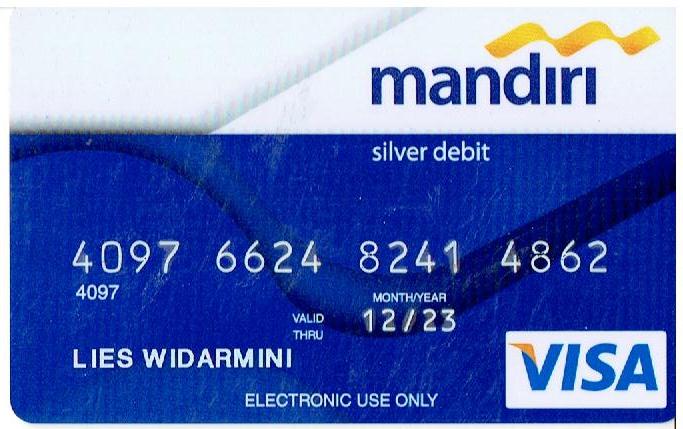 mandiri
silver debit
4097 6624 8241 4862
4097
MONTH/YEAR
VALID THRU 12/23
LIES WIDARMINI
VISA
ELECTRONIC USE ONLY